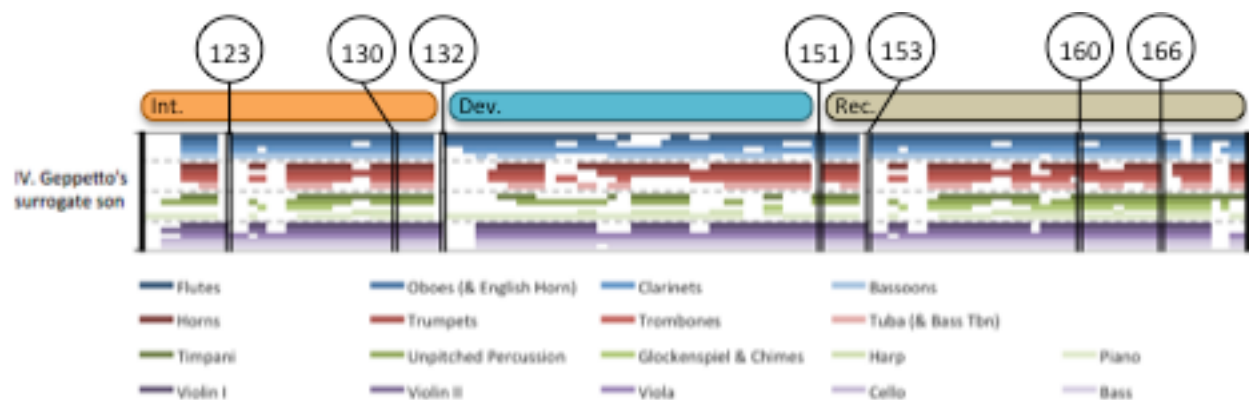 123 130 132 151 153 160 166
Int. Dev. Rec.
IV. Geppetto's
surrogate son
Flutes Oboes (& English Horn) Clarinets Bassoons
Horns Trumpets Trombones Tuba (& Bass Tbn)
Timpani Unpitched Percussion Glockenspiel & Chimes Harp Piano
Violin I Violin II Viola Cello Bass